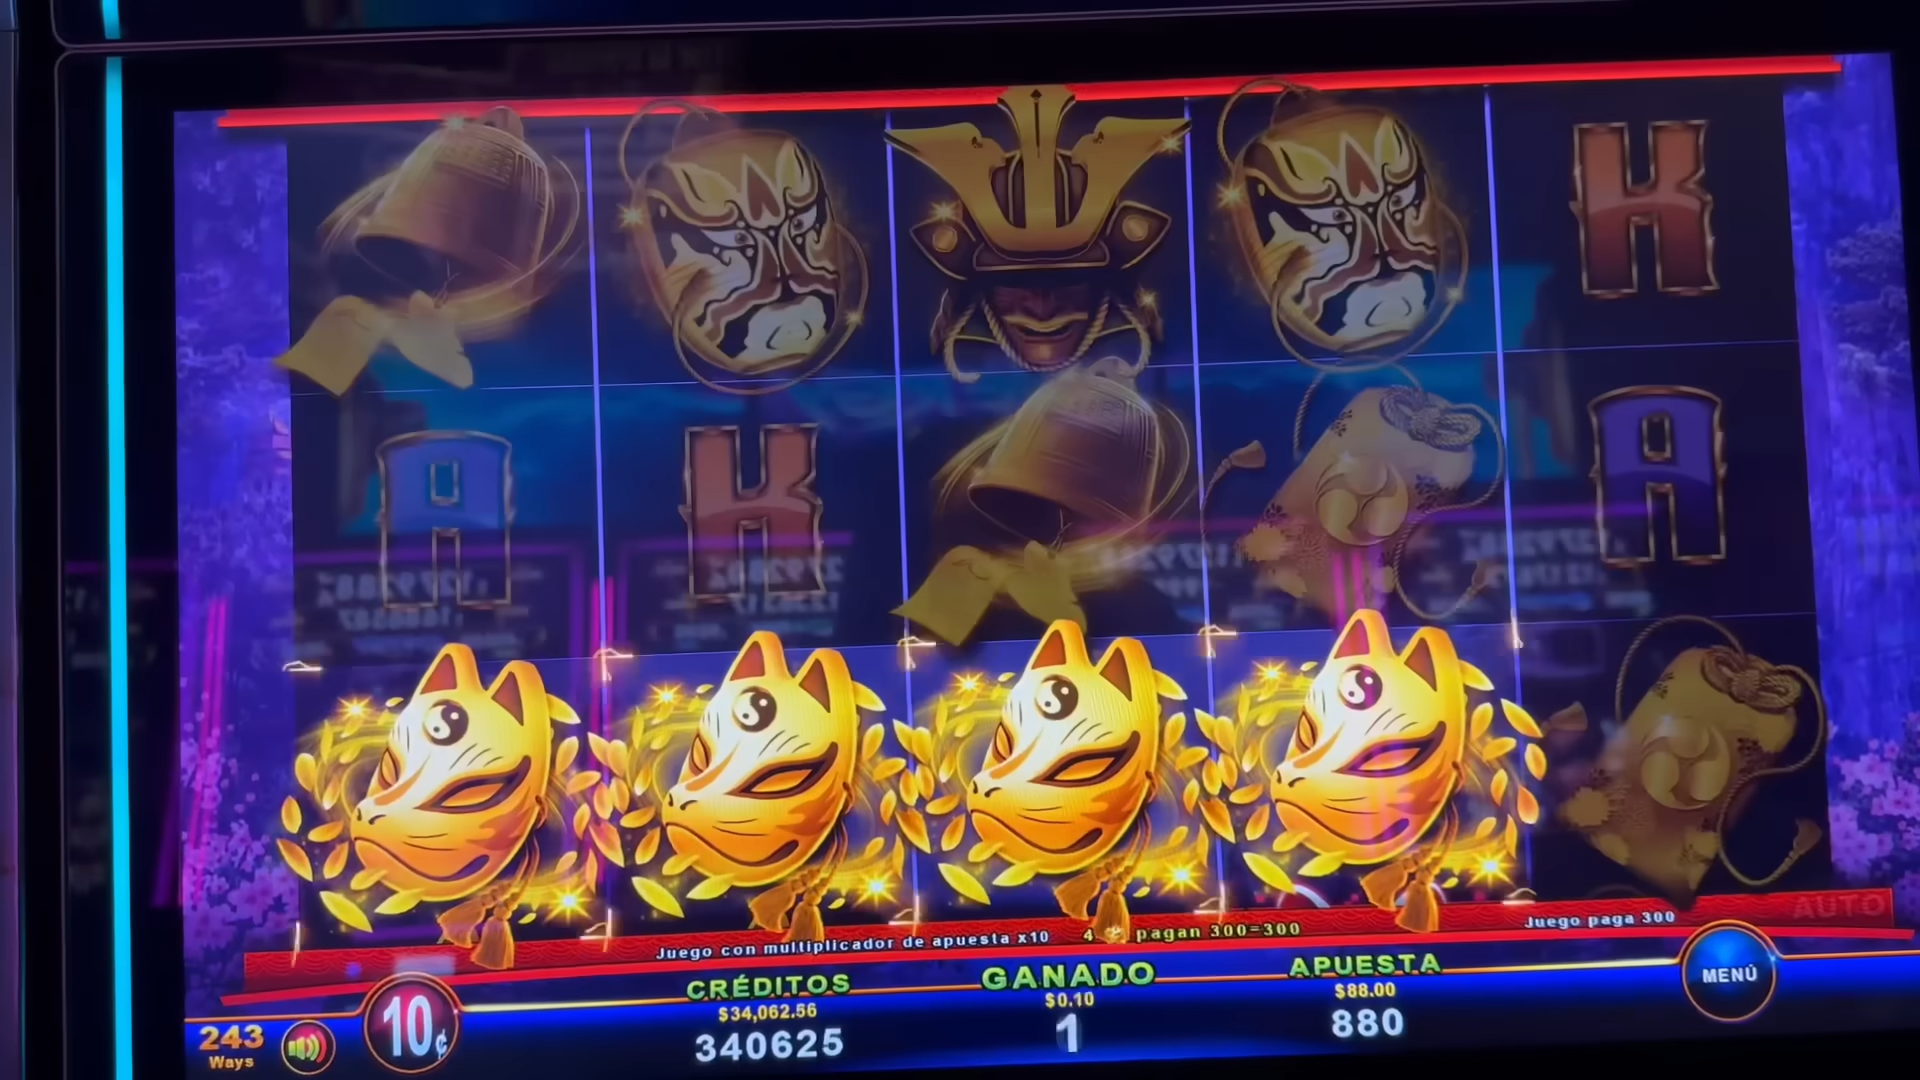 K
A
K
A
AUTO
Juego con multiplicador de apuesta x10
4 pagan 300=300
Juego paga 300
243
Ways
10¢
CRÉDITOS
$34,062.56
340625
GANADO
$0.10
1
APUESTA
$88.00
880
MENÚ